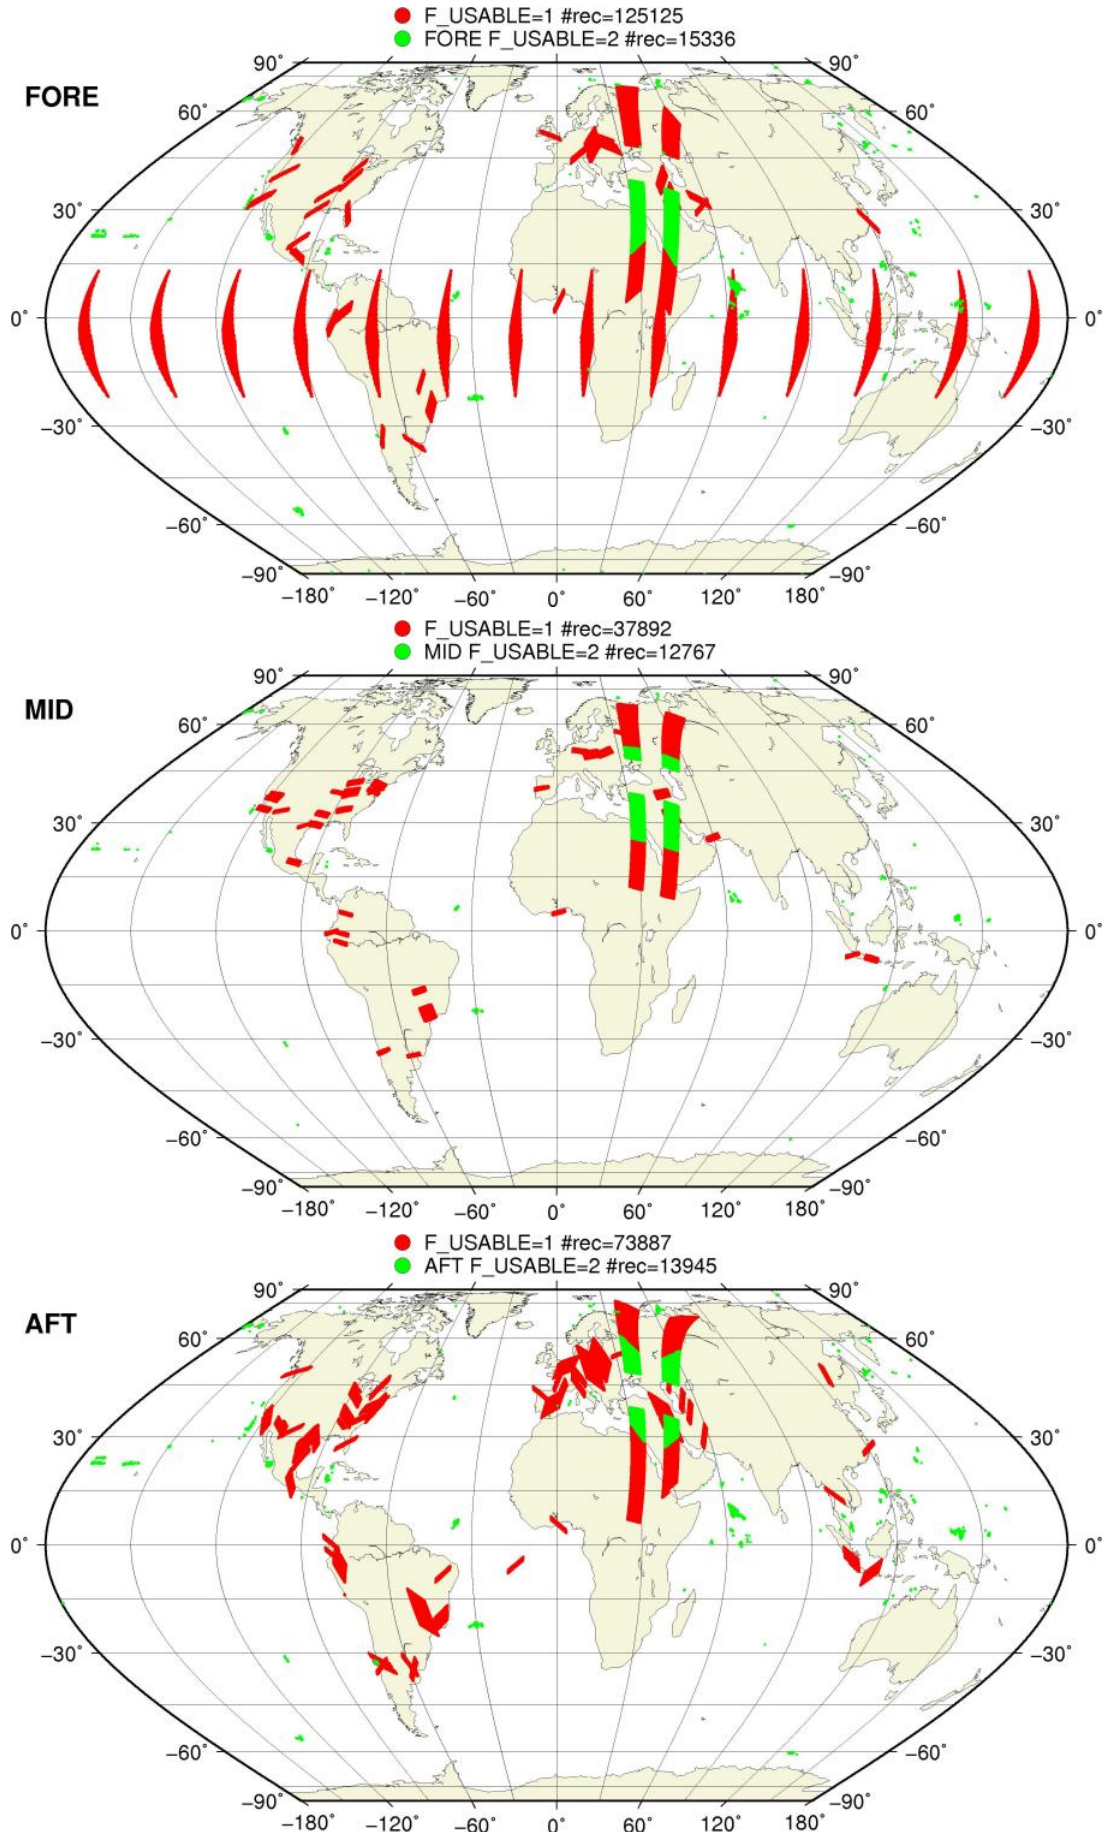 F_USABLE=1 #rec=125125
FORE F_USABLE=2 #rec=15336
FORE
90° 90°
60° 60°
30° 30°
0° 0°
−30° −30°
−60° −60°
−90° −90°
−180° −120° −60° 0° 60° 120° 180°
F_USABLE=1 #rec=37892
MID F_USABLE=2 #rec=12767
MID
90° 90°
60° 60°
30° 30°
0° 0°
−30° −30°
−60° −60°
−90° −90°
−180° −120° −60° 0° 60° 120° 180°
F_USABLE=1 #rec=73887
AFT F_USABLE=2 #rec=13945
AFT
90° 90°
60° 60°
30° 30°
0° 0°
−30° −30°
−60° −60°
−90° −90°
−180° −120° −60° 0° 60° 120° 180°